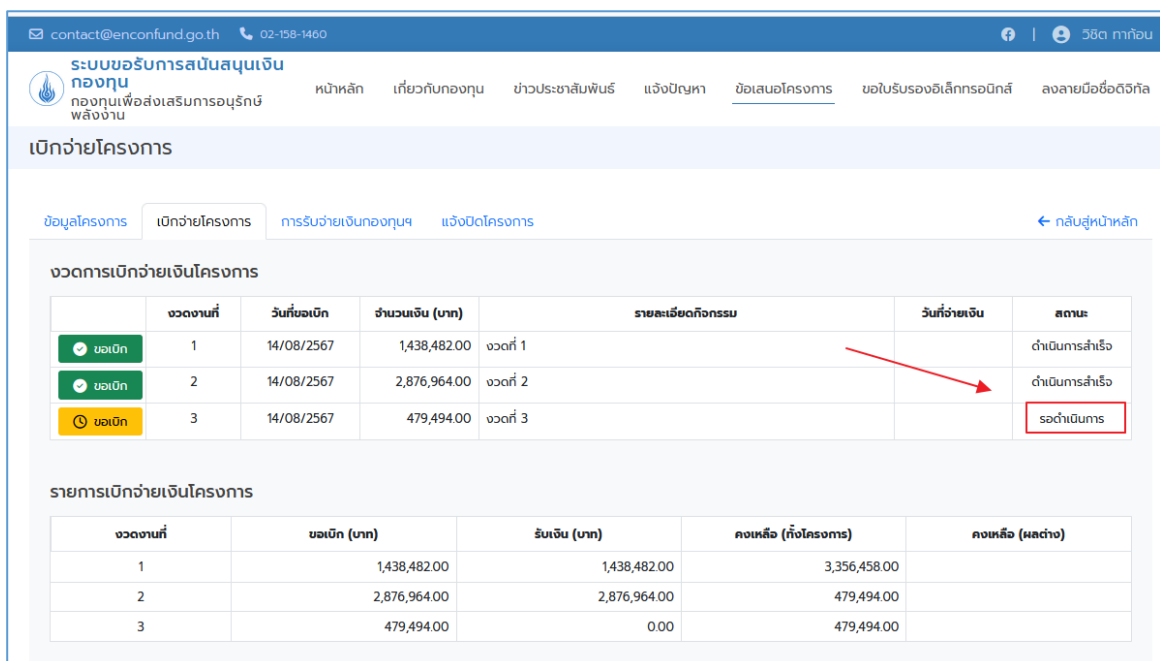 contact@enconfund.go.th 02-158-1460 | วิชิต ทาก้อน
ระบบขอรับการสนันสนุนเงินกองทุน
กองทุนเพื่อส่งเสริมการอนุรักษ์พลังงาน
หน้าหลัก เกี่ยวกับกองทุน ข่าวประชาสัมพันธ์ แจ้งปัญหา ข้อเสนอโครงการ ขอใบรับรองอิเล็กทรอนิกส์ ลงลายมือชื่อดิจิทัล
เบิกจ่ายโครงการ
ข้อมูลโครงการ เบิกจ่ายโครงการ การรับจ่ายเงินกองทุนฯ แจ้งปิดโครงการ กลับสู่หน้าหลัก
งวดการเบิกจ่ายเงินโครงการ
งวดงานที่ วันที่ขอเบิก จำนวนเงิน (บาท) รายละเอียดกิจกรรม วันที่จ่ายเงิน สถานะ
ขอเบิก 1 14/08/2567 1,438,482.00 งวดที่ 1 ดำเนินการสำเร็จ
ขอเบิก 2 14/08/2567 2,876,964.00 งวดที่ 2 ดำเนินการสำเร็จ
ขอเบิก 3 14/08/2567 479,494.00 งวดที่ 3 รอดำเนินการ
รายการเบิกจ่ายเงินโครงการ
งวดงานที่ ขอเบิก (บาท) รับเงิน (บาท) คงเหลือ (ทั้งโครงการ) คงเหลือ (ผลต่าง)
1 1,438,482.00 1,438,482.00 3,356,458.00
2 2,876,964.00 2,876,964.00 479,494.00
3 479,494.00 0.00 479,494.00